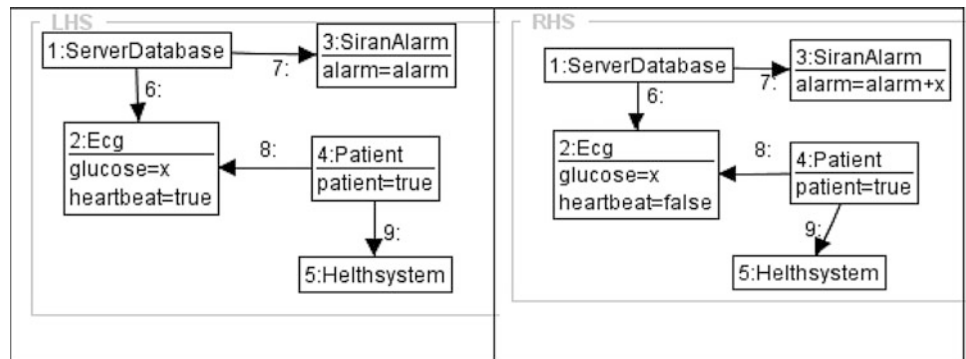 LHS
1:ServerDatabase
3:SiranAlarm
alarm=alarm
7:
6:
2:Ecg
glucose=x
heartbeat=true
8:
4:Patient
patient=true
9:
5:Helthsystem
RHS
1:ServerDatabase
3:SiranAlarm
alarm=alarm+x
7:
6:
2:Ecg
glucose=x
heartbeat=false
8:
4:Patient
patient=true
9:
5:Helthsystem